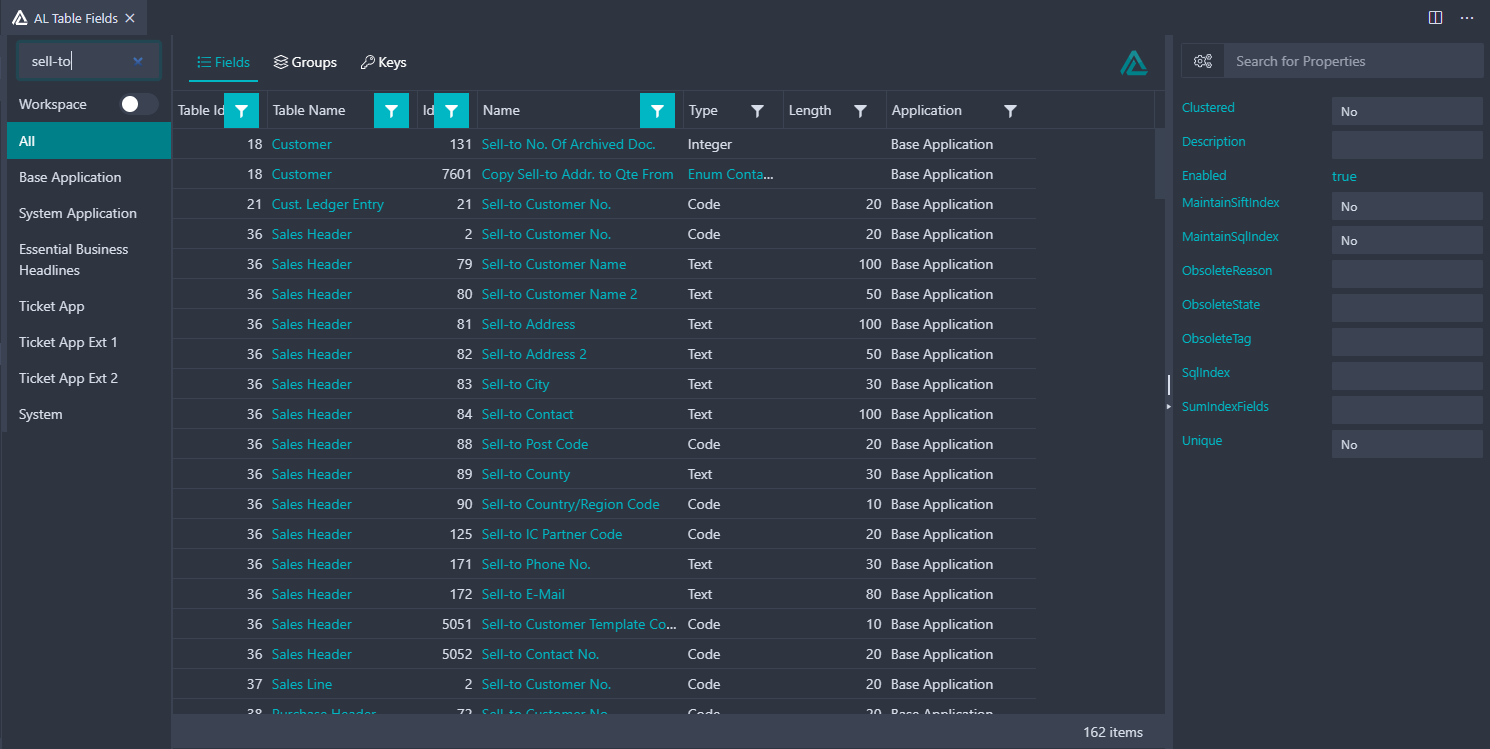 AL Table Fields
sell-to
Workspace
All
Base Application
System Application
Essential Business
Headlines
Ticket App
Ticket App Ext 1
Ticket App Ext 2
System
Fields Groups Keys
Table Id Table Name Id Name Type Length Application
18 Customer 131 Sell-to No. Of Archived Doc. Integer Base Application
18 Customer 7601 Copy Sell-to Addr. to Qte From Enum Conta... Base Application
21 Cust. Ledger Entry 21 Sell-to Customer No. Code 20 Base Application
36 Sales Header 2 Sell-to Customer No. Code 20 Base Application
36 Sales Header 79 Sell-to Customer Name Text 100 Base Application
36 Sales Header 80 Sell-to Customer Name 2 Text 50 Base Application
36 Sales Header 81 Sell-to Address Text 100 Base Application
36 Sales Header 82 Sell-to Address 2 Text 50 Base Application
36 Sales Header 83 Sell-to City Text 30 Base Application
36 Sales Header 84 Sell-to Contact Text 100 Base Application
36 Sales Header 88 Sell-to Post Code Code 20 Base Application
36 Sales Header 89 Sell-to County Text 30 Base Application
36 Sales Header 90 Sell-to Country/Region Code Code 10 Base Application
36 Sales Header 125 Sell-to IC Partner Code Code 20 Base Application
36 Sales Header 171 Sell-to Phone No. Text 30 Base Application
36 Sales Header 172 Sell-to E-Mail Text 80 Base Application
36 Sales Header 5051 Sell-to Customer Template Co... Code 10 Base Application
36 Sales Header 5052 Sell-to Contact No. Code 20 Base Application
37 Sales Line 2 Sell-to Customer No. Code 20 Base Application
38 Purchase Header 72 Sell-to Customer No. Code 20 Base Application
162 items
Search for Properties
Clustered No
Description
Enabled true
MaintainSiftIndex No
MaintainSqlIndex No
ObsoleteReason
ObsoleteState
ObsoleteTag
SqlIndex
SumIndexFields
Unique No